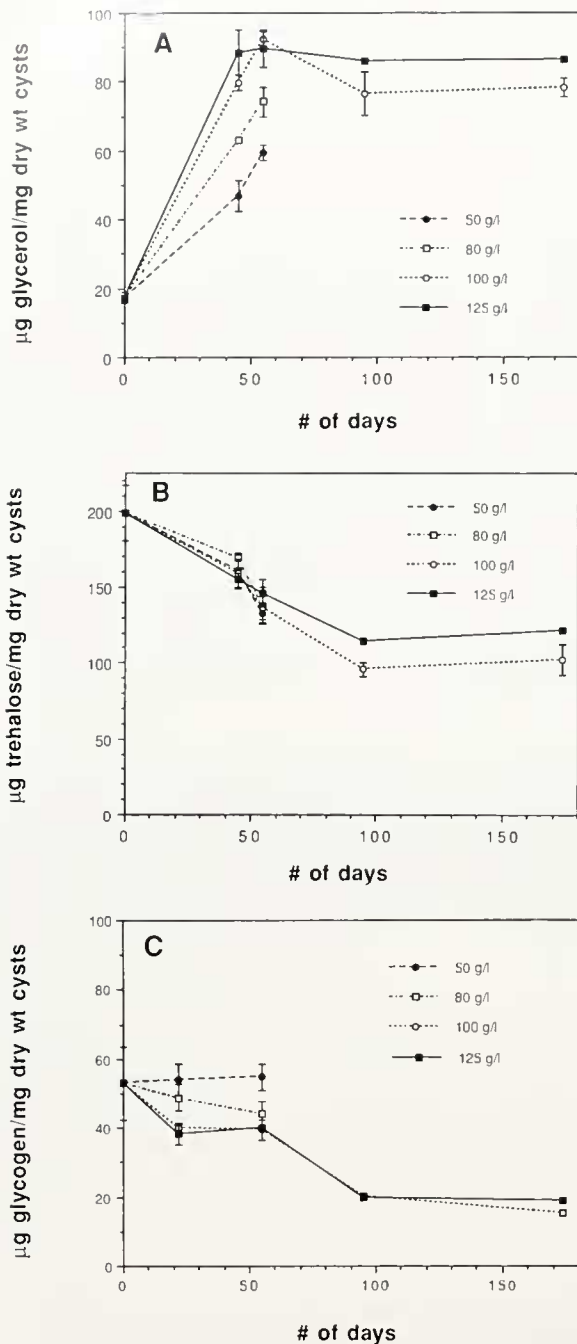 A
μg glycerol/mg dry wt cysts
100
80
60
40
20
0
50 g/l
80 g/l
100 g/l
125 g/l
0 50 100 150
# of days
B
μg trehalose/mg dry wt cysts
200
150
100
50
0
50 g/l
80 g/l
100 g/l
125 g/l
0 50 100 150
# of days
C
μg glycogen/mg dry wt cysts
100
80
60
40
20
0
50 g/l
80 g/l
100 g/l
125 g/l
0 50 100 150
# of days